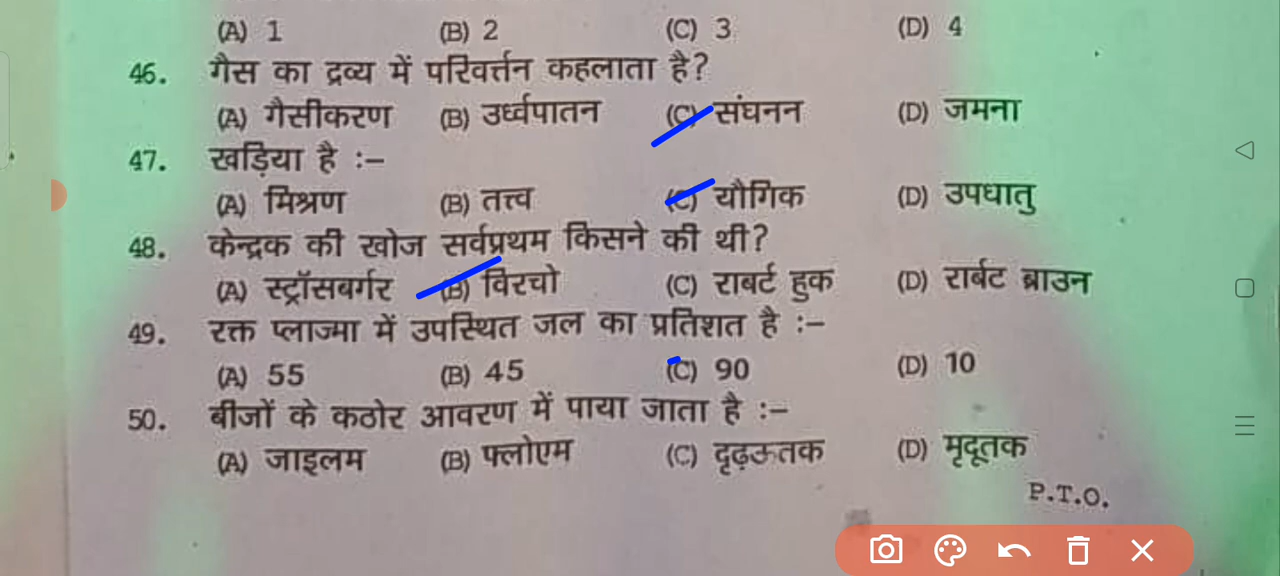 (A) 1 (B) 2 (C) 3 (D) 4
46. गैस का द्रव्य में परिवर्त्तन कहलाता है?
(A) गैसीकरण (B) उर्ध्वपातन (C) संघनन (D) जमना
47. खड़िया है :–
(A) मिश्रण (B) तत्त्व (C) यौगिक (D) उपधातु
48. केन्द्रक की खोज सर्वप्रथम किसने की थी?
(A) स्ट्रॉसबर्गर (B) विरचो (C) राबर्ट हुक (D) रार्बट ब्राउन
49. रक्त प्लाज्मा में उपस्थित जल का प्रतिशत है :–
(A) 55 (B) 45 (C) 90 (D) 10
50. बीजों के कठोर आवरण में पाया जाता है :–
(A) जाइलम (B) फ्लोएम (C) दृढ़ऊतक (D) मृदूतक
P.T.O.